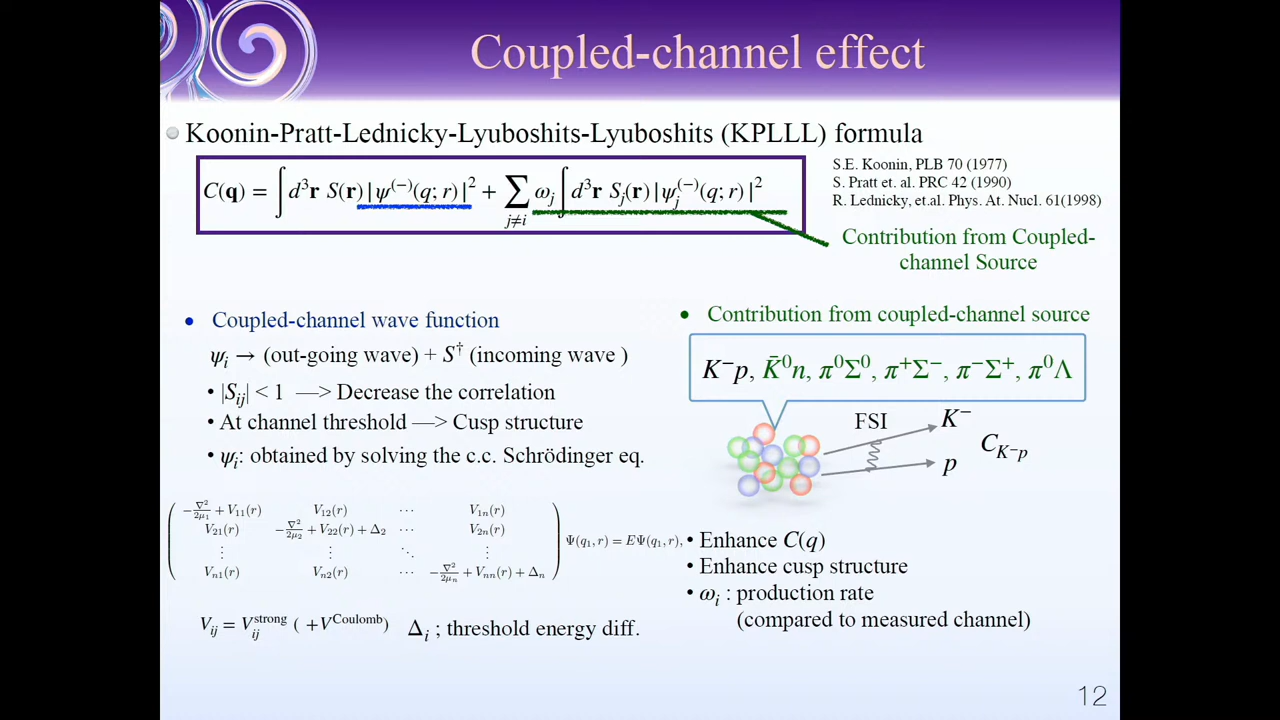 Coupled-channel effect
Koonin-Pratt-Lednicky-Lyuboshits-Lyuboshits (KPLLL) formula
C(𝐪) = ∫ d³𝐫 S(𝐫)|ψ⁽⁻⁾(q; r)|² + ∑_{j≠i} ω_j ∫ d³𝐫 S_j(𝐫)|ψ_j⁽⁻⁾(q; r)|²
S.E. Koonin, PLB 70 (1977)
S. Pratt et. al. PRC 42 (1990)
R. Lednicky, et.al. Phys. At. Nucl. 61(1998)
Contribution from Coupled-
channel Source
• Coupled-channel wave function
ψ_i → (out-going wave) + S† (incoming wave )
• |S_ij| < 1 —> Decrease the correlation
• At channel threshold —> Cusp structure
• ψ_i: obtained by solving the c.c. Schrödinger eq.
−∇²/2μ₁ + V₁₁(r) V₁₂(r) ⋯ V₁ₙ(r)
V₂₁(r) −∇²/2μ₂ + V₂₂(r) + Δ₂ ⋯ V₂ₙ(r)
⋮ ⋮ ⋱ ⋮
Vₙ₁(r) Vₙ₂(r) ⋯ −∇²/2μₙ + Vₙₙ(r) + Δₙ
Ψ(q₁, r) = EΨ(q₁, r),
V_ij = V_ij^strong ( +V^Coulomb)
Δ_i ; threshold energy diff.
• Contribution from coupled-channel source
K⁻p, K̄⁰n, π⁰Σ⁰, π⁺Σ⁻, π⁻Σ⁺, π⁰Λ
FSI
K⁻
p
C_{K⁻p}
• Enhance C(q)
• Enhance cusp structure
• ω_i : production rate
(compared to measured channel)
12